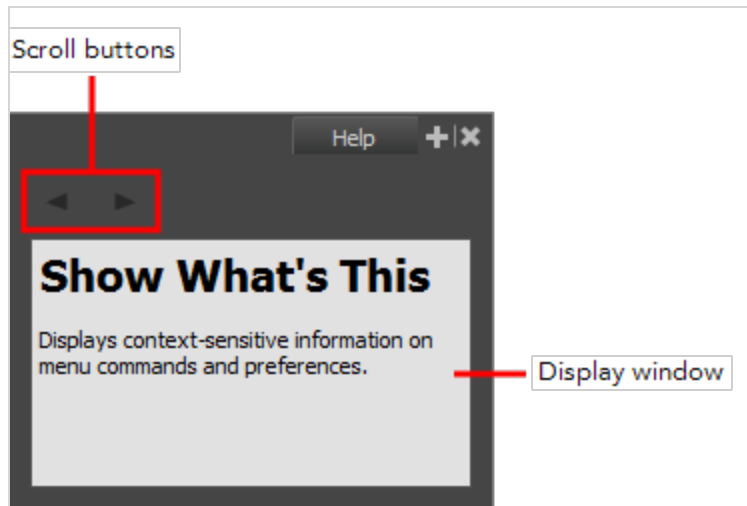 Scroll buttons
Help
Show What's This
Displays context-sensitive information on
menu commands and preferences.
Display window